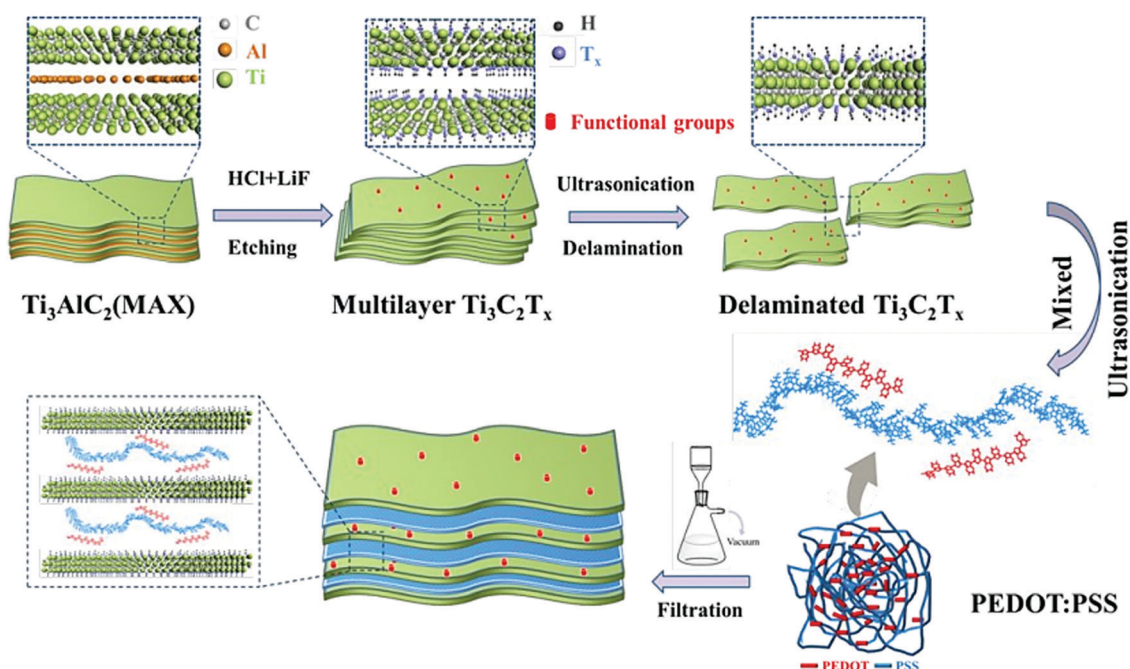 C
Al
Ti
H
Tₓ
Functional groups
HCl+LiF
Etching
Ultrasonication
Delamination
Ti₃AlC₂(MAX)
Multilayer Ti₃C₂Tₓ
Delaminated Ti₃C₂Tₓ
Mixed
Ultrasonication
Vacuum
Filtration
PEDOT:PSS
PEDOT
PSS